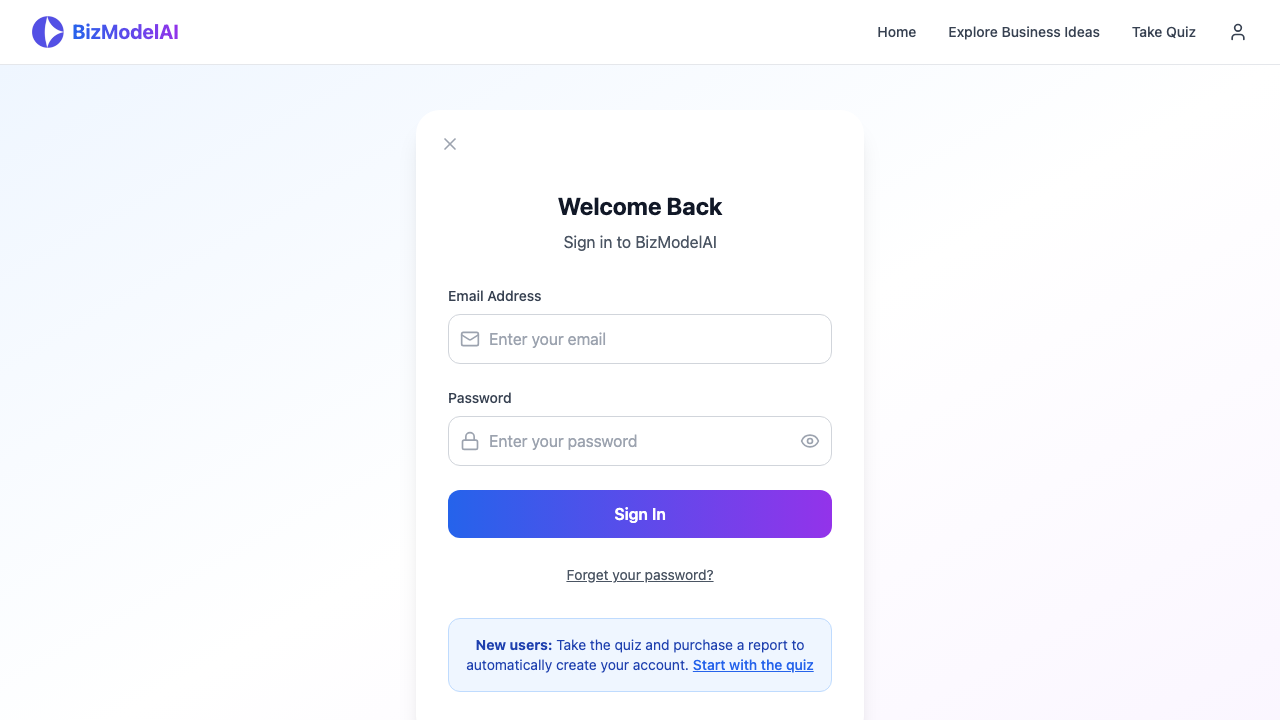 BizModelAI
Home
Explore Business Ideas
Take Quiz
Welcome Back
Sign in to BizModelAI
Email Address
Enter your email
Password
Enter your password
Sign In
Forget your password?
New users: Take the quiz and purchase a report to
automatically create your account. Start with the quiz